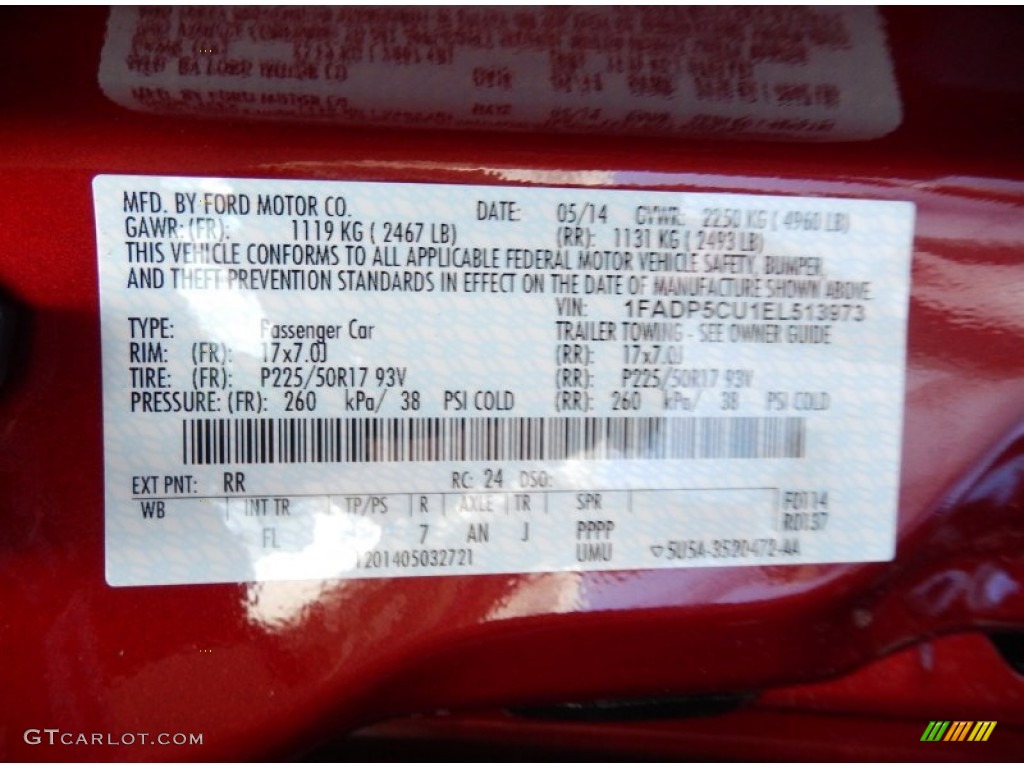 MFD. BY FORD MOTOR CO. DATE: 05/14 GVWR: 2250 KG ( 4960 LB)
GAWR: (FR): 1119 KG ( 2467 LB) (RR): 1131 KG ( 2493 LB)
THIS VEHICLE CONFORMS TO ALL APPLICABLE FEDERAL MOTOR VEHICLE SAFETY, BUMPER,
AND THEFT PREVENTION STANDARDS IN EFFECT ON THE DATE OF MANUFACTURE SHOWN ABOVE.
VIN: 1FADP5CU1EL513973
TYPE: Passenger Car TRAILER TOWING - SEE OWNER GUIDE
RIM: (FR): 17x7.0J (RR): 17x7.0J
TIRE: (FR): P225/50R17 93V (RR): P225/50R17 93V
PRESSURE: (FR): 260 kPa/ 38 PSI COLD (RR): 260 kPa/ 38 PSI COLD
EXT PNT: RR RC: 24 DSO:
WB INT TR TP/PS R AXLE TR SPR F0114
R0137
FL 7 AN J PPPP
201405032721 UMU 5U5A-3520472-AA
GTCARLOT.COM